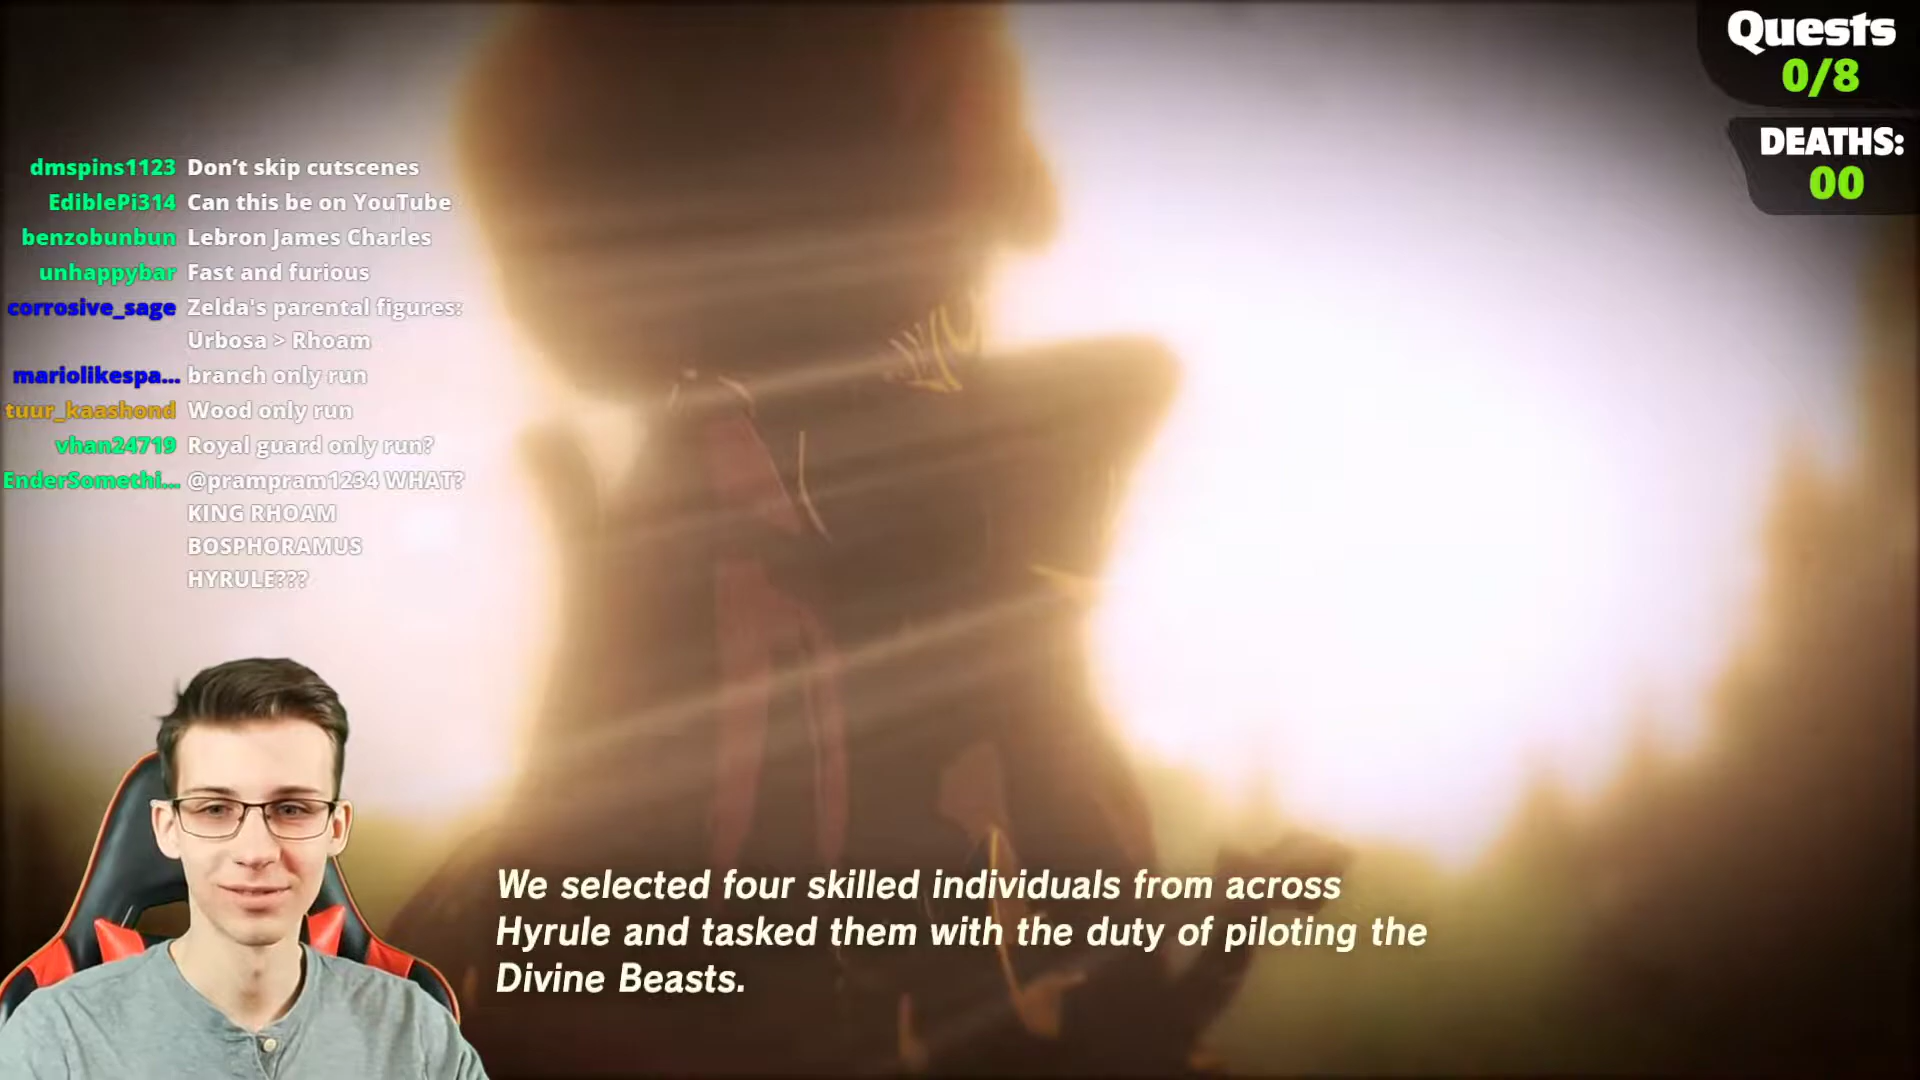 Quests
0/8
DEATHS:
00
dmspins1123 Don’t skip cutscenes
EdiblePi314 Can this be on YouTube
benzobunbun Lebron James Charles
unhappybar Fast and furious
corrosive_sage Zelda's parental figures:
Urbosa > Rhoam
mariolikespa... branch only run
tuur_kaashond Wood only run
vhan24719 Royal guard only run?
EnderSomethi... @prampram1234 WHAT?
KING RHOAM
BOSPHORAMUS
HYRULE???
We selected four skilled individuals from across
Hyrule and tasked them with the duty of piloting the
Divine Beasts.